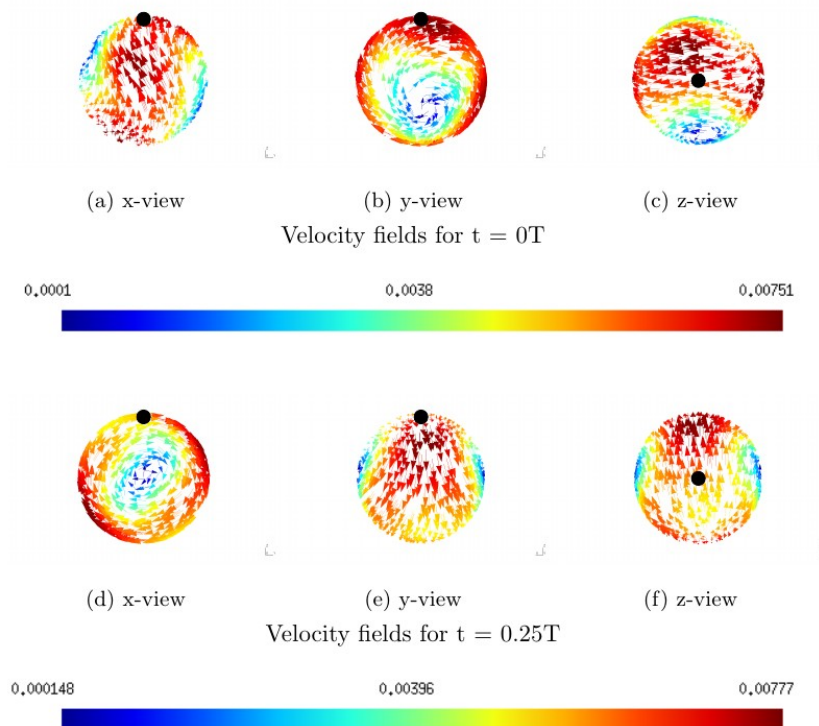 (a) x-view (b) y-view (c) z-view
Velocity fields for t = 0T
0.0001 0.0038 0.00751
(d) x-view (e) y-view (f) z-view
Velocity fields for t = 0.25T
0.000148 0.00396 0.00777